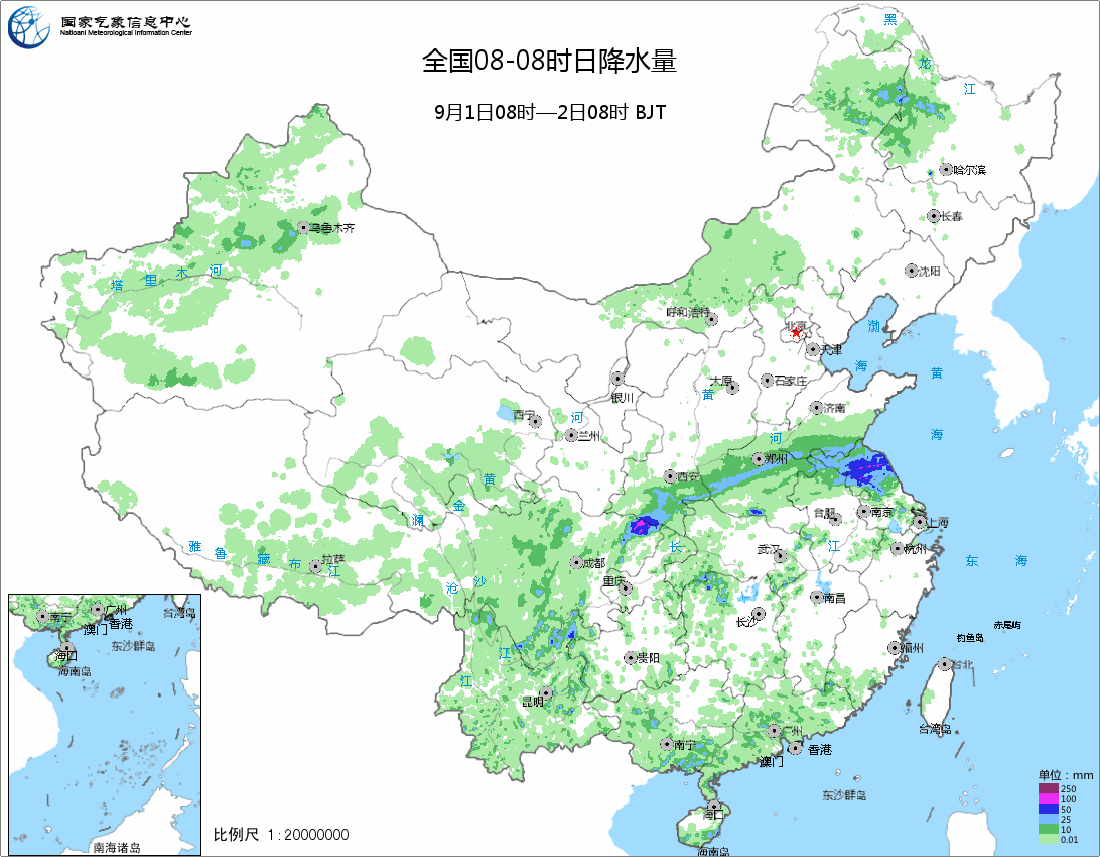 国家气象信息中心
Naitioanl Meteorological Information Center
全国08-08时日降水量
9月1日08时—2日08时 BJT
黑
龙
江
哈尔滨
长春
乌鲁木齐
塔 里 木 河
沈阳
呼和浩特
北京
渤
天津
海
黄
银川
太原
石家庄
黄
西宁
河
济南
兰州
河
海
郑州
西安
黄
金
澜
合肥
南京
上海
雅 鲁 藏 布 江
拉萨
成都
长
武汉
江
杭州
东 海
沧 沙
重庆
南昌
长沙
赤尾屿
钓鱼岛
江
贵阳
福州
台北
江
昆明
南宁
广州
香港
澳门
台湾岛
东沙群岛
海口
海南岛
南宁
广州
台湾岛
香港
澳门
东沙群岛
海口
海南岛
南海诸岛
比例尺 1:20000000
单位：mm
250
100
50
25
10
0.01